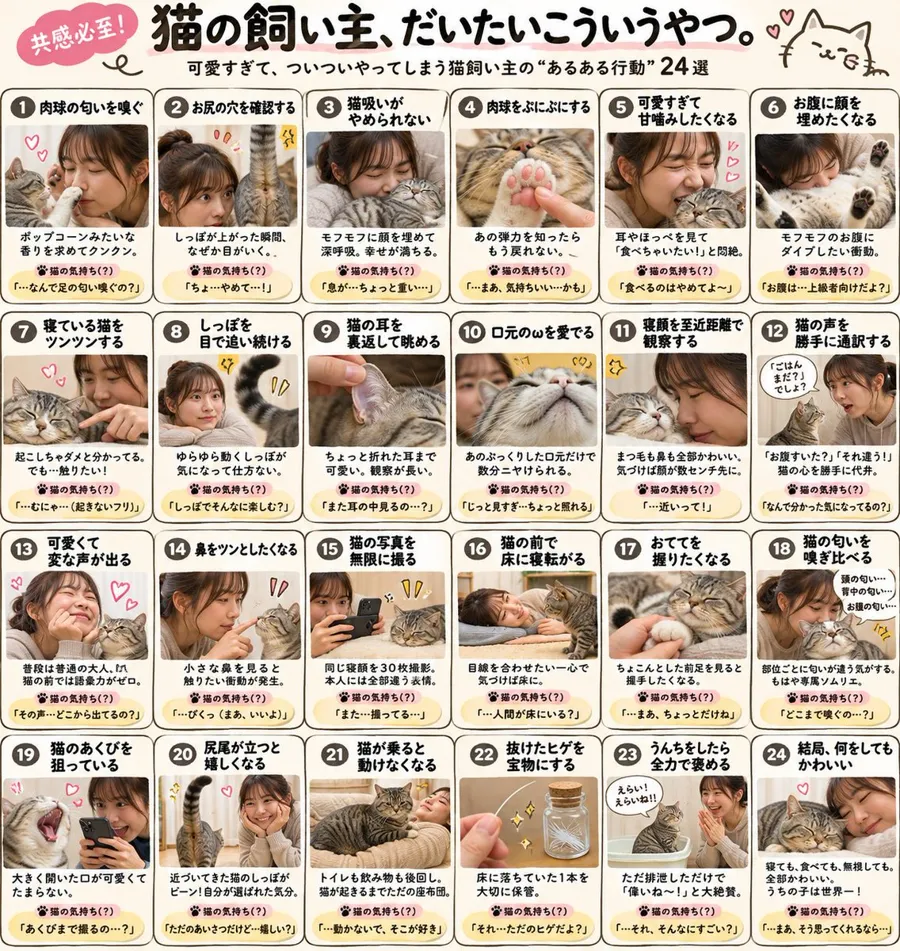 共感必至!
猫の飼い主、だいたいこういうやつ。
可愛すぎて、ついついやってしまう猫飼い主の“あるある行動”24選
1 肉球の匂いを嗅ぐ
ポップコーンみたいな
香りを求めてクンクン。
猫の気持ち(?)
「…なんで足の匂い嗅ぐの?」
2 お尻の穴を確認する
しっぽが上がった瞬間、
なぜか目がいく。
猫の気持ち(?)
「ちょ…やめて…!」
3 猫吸いが
やめられない
モフモフに顔を埋めて
深呼吸。幸せが満ちる。
猫の気持ち(?)
「息が…ちょっと重い…」
4 肉球をぷにぷにする
あの弾力を知ったら
もう戻れない。
猫の気持ち(?)
「…まあ、気持ちいい…かも」
5 可愛すぎて
甘噛みしたくなる
耳やほっぺを見て
「食べちゃいたい!」と悶絶。
猫の気持ち(?)
「食べるのはやめてよ〜」
6 お腹に顔を
埋めたくなる
モフモフのお腹に
ダイブしたい衝動。
猫の気持ち(?)
「お腹は…上級者向けだよ?」
7 寝ている猫を
ツンツンする
起こしちゃダメと分かってる。
でも…触りたい!
猫の気持ち(?)
「…むにゃ…(起きないフリ)」
8 しっぽを
目で追い続ける
ゆらゆら動くしっぽが
気になって仕方ない。
猫の気持ち(?)
「しっぽでそんなに楽しむ?」
9 猫の耳を
裏返して眺める
ちょっと折れた耳まで
可愛い。観察が長い。
猫の気持ち(?)
「また耳の中見るの…?」
10 口元のωを愛でる
あのぷっくりした口元だけで
数分ニヤけられる。
猫の気持ち(?)
「じっと見すぎ…ちょっと照れる」
11 寝顔を至近距離で
観察する
まつ毛も鼻も全部かわいい。
気づけば顔が数センチ先に。
猫の気持ち(?)
「…近いって!」
12 猫の声を
勝手に通訳する
「ごはん
まだ?」
でしょ?
「お腹すいた?」「それ違う!」
猫の心を勝手に代弁。
猫の気持ち(?)
「なんで分かった気になってるの?」
13 可愛くて
変な声が出る
普段は普通の大人、
猫の前では語彙力がゼロ。
猫の気持ち(?)
「その声…どこから出てるの?」
14 鼻をツンとしたくなる
小さな鼻を見ると
触りたい衝動が発生。
猫の気持ち(?)
「…ぴくっ(まあ、いいよ)」
15 猫の写真を
無限に撮る
同じ寝顔を30枚撮影。
本人には全部違う表情。
猫の気持ち(?)
「また…撮ってる…」
16 猫の前で
床に寝転がる
目線を合わせたい一心で
気づけば床に。
猫の気持ち(?)
「…人間が床にいる?」
17 おててを
握りたくなる
ちょこんとした前足を見ると
握手したくなる。
猫の気持ち(?)
「…まあ、ちょっとだけね」
18 猫の匂いを
嗅ぎ比べる
頭の匂い…
背中の匂い…
お腹の匂い…
部位ごとに匂いが違う気がする。
もはや専属ソムリエ。
猫の気持ち(?)
「どこまで嗅ぐの…?」
19 猫のあくびを
狙っている
大きく開いた口が可愛くて
たまらない。
猫の気持ち(?)
「あくびまで撮るの…?」
20 尻尾が立つと
嬉しくなる
近づいてきた猫のしっぽが
ピーン!自分が選ばれた気分。
猫の気持ち(?)
「ただのあいさつだけど…嬉しい?」
21 猫が乗ると
動けなくなる
トイレも飲み物も後回し。
猫が起きるまでただの座布団。
猫の気持ち(?)
「…動かないで、そこが好き」
22 抜けたヒゲを
宝物にする
床に落ちていた1本を
大切に保管。
猫の気持ち(?)
「それ…ただのヒゲだよ?」
23 うんちをしたら
全力で褒める
えらい!
えらいね!!
ただ排泄しただけで
「偉いね〜!」と大絶賛。
猫の気持ち(?)
「…それ、そんなにすごい?」
24 結局、何をしても
かわいい
寝ても、食べても、無視しても。
全部かわいい。
うちの子は世界一!
猫の気持ち(?)
「…まあ、そう思ってくれるなら…」